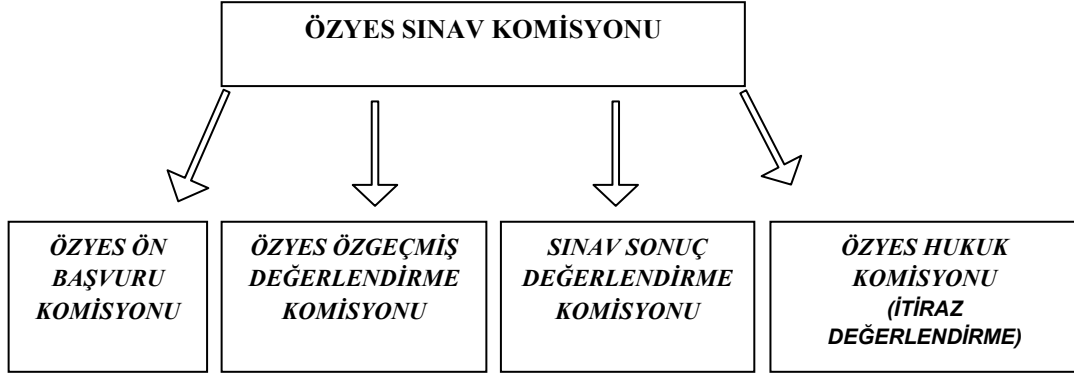 ÖZYES SINAV KOMİSYONU
ÖZYES ÖN
BAŞVURU
KOMİSYONU
ÖZYES ÖZGEÇMİŞ
DEĞERLENDİRME
KOMİSYONU
SINAV SONUÇ
DEĞERLENDİRME
KOMİSYONU
ÖZYES HUKUK
KOMİSYONU
(İTİRAZ
DEĞERLENDİRME)